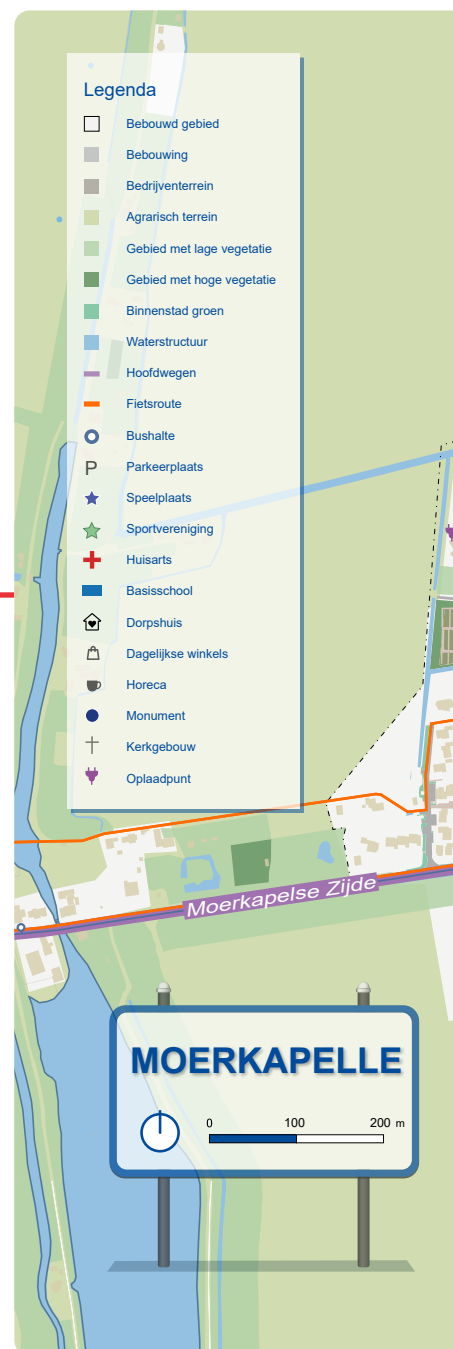 Legenda
Bebouwd gebied
Bebouwing
Bedrijventerrein
Agrarisch terrein
Gebied met lage vegetatie
Gebied met hoge vegetatie
Binnenstad groen
Waterstructuur
Hoofdwegen
Fietsroute
Bushalte
P Parkeerplaats
Speelplaats
Sportvereniging
Huisarts
Basisschool
Dorpshuis
Dagelijkse winkels
Horeca
Monument
Kerkgebouw
Oplaadpunt
Moerkapelse Zijde
MOERKAPELLE
0 100 200 m